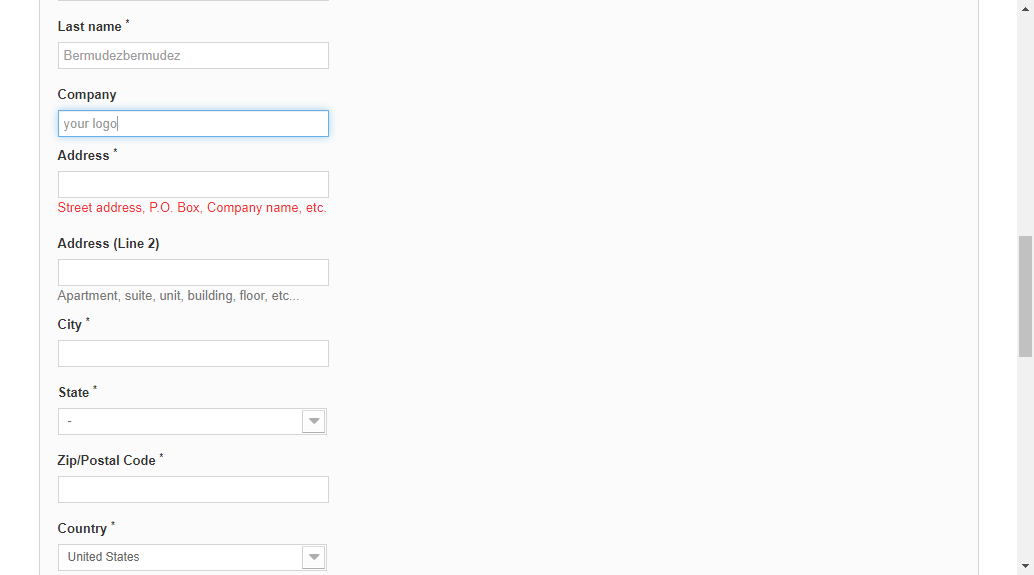 Last name *
Bermudezbermudez
Company
your logo
Address *
Street address, P.O. Box, Company name, etc.
Address (Line 2)
Apartment, suite, unit, building, floor, etc...
City *
State *
-
Zip/Postal Code *
Country *
United States